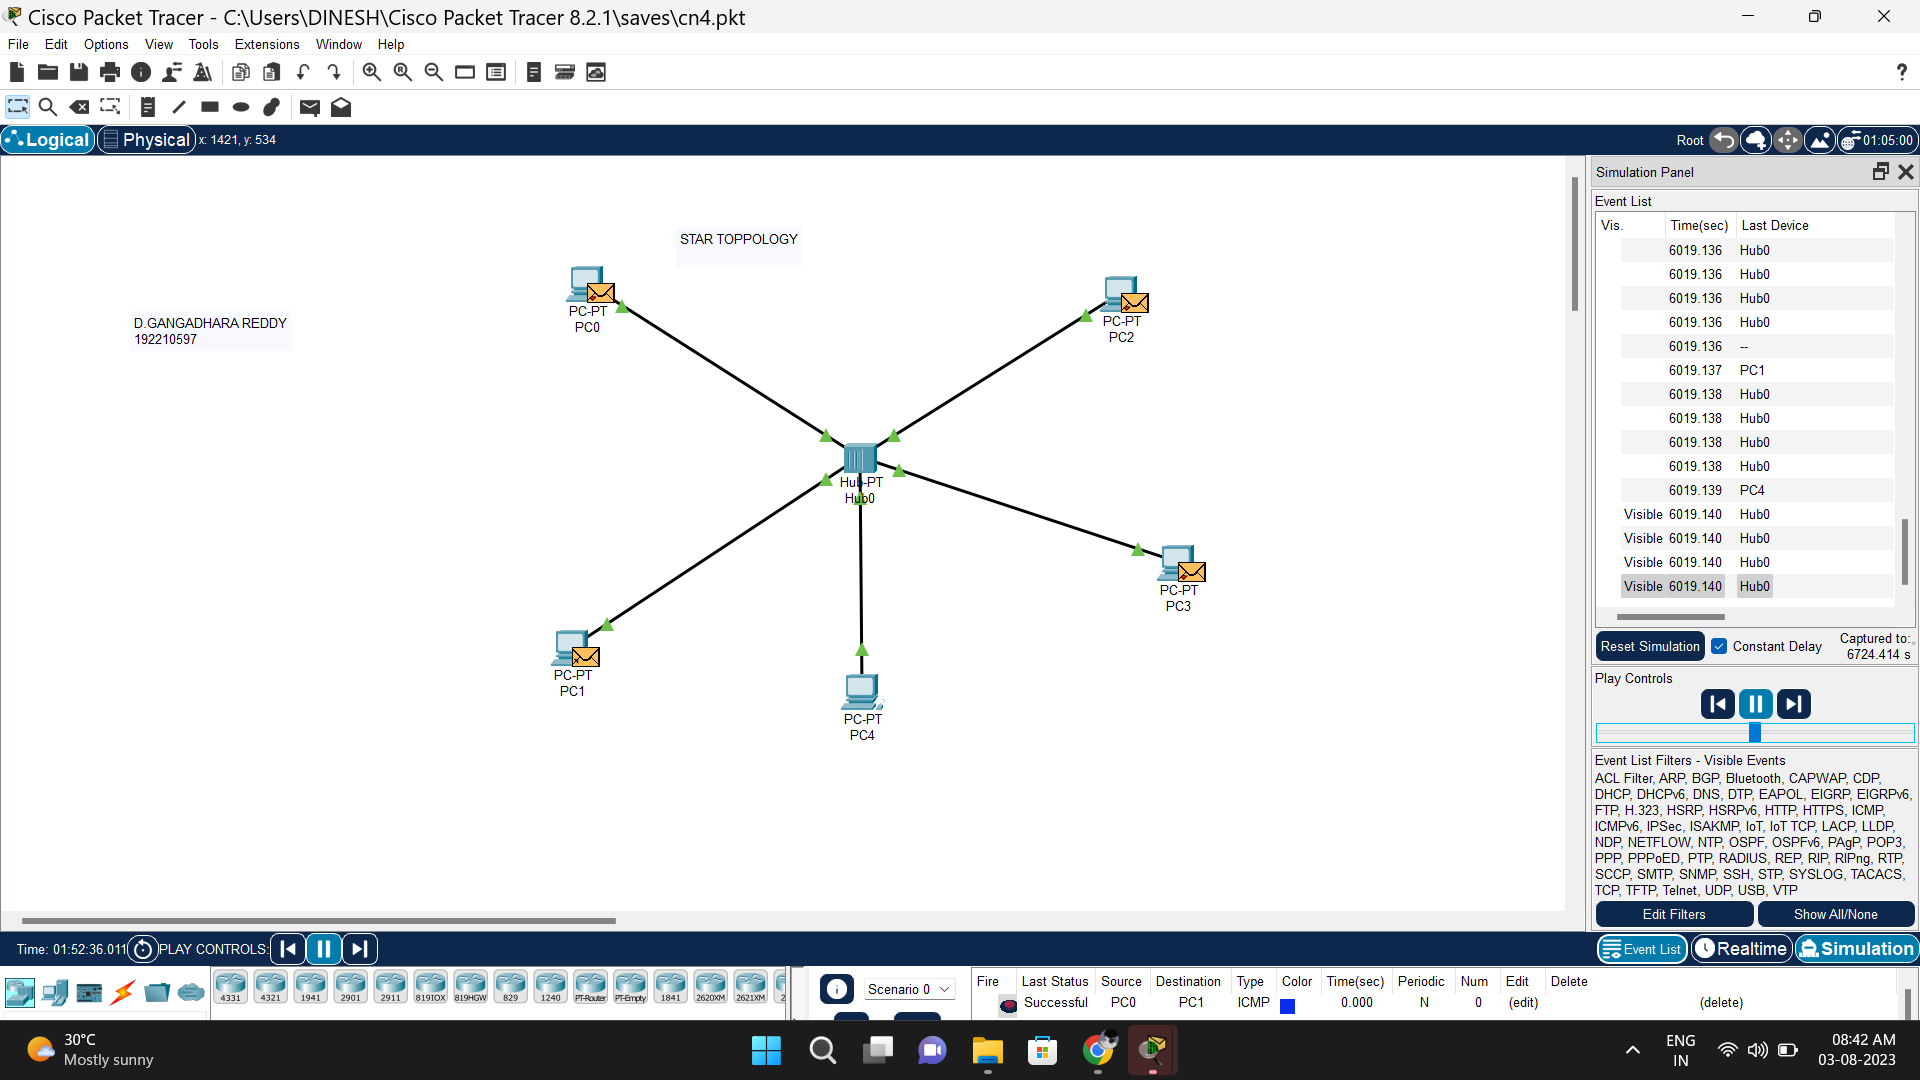 Cisco Packet Tracer - C:\Users\DINESH\Cisco Packet Tracer 8.2.1\saves\cn4.pkt
File Edit Options View Tools Extensions Window Help
?
Logical Physical x: 1421, y: 534
Root 01:05:00
STAR TOPPOLOGY
D.GANGADHARA REDDY
192210597
PC-PT
PC0
PC-PT
PC2
Hub-PT
Hub0
PC-PT
PC3
PC-PT
PC1
PC-PT
PC4
Simulation Panel
Event List
Vis. Time(sec) Last Device
6019.136 Hub0
6019.136 Hub0
6019.136 Hub0
6019.136 Hub0
6019.136 --
6019.137 PC1
6019.138 Hub0
6019.138 Hub0
6019.138 Hub0
6019.138 Hub0
6019.139 PC4
Visible 6019.140 Hub0
Visible 6019.140 Hub0
Visible 6019.140 Hub0
Visible 6019.140 Hub0
Reset Simulation Constant Delay Captured to:
6724.414 s
Play Controls
Event List Filters - Visible Events
ACL Filter, ARP, BGP, Bluetooth, CAPWAP, CDP,
DHCP, DHCPv6, DNS, DTP, EAPOL, EIGRP, EIGRPv6,
FTP, H.323, HSRP, HSRPv6, HTTP, HTTPS, ICMP,
ICMPv6, IPSec, ISAKMP, IoT, IoT TCP, LACP, LLDP,
NDP, NETFLOW, NTP, OSPF, OSPFv6, PAgP, POP3,
PPP, PPPoED, PTP, RADIUS, REP, RIP, RIPng, RTP,
SCCP, SMTP, SNMP, SSH, STP, SYSLOG, TACACS,
TCP, TFTP, Telnet, UDP, USB, VTP
Edit Filters Show All/None
Time: 01:52:36.011 PLAY CONTROLS:
Event List Realtime Simulation
4331 4321 1941 2901 2911 819IOX 819HGW 829 1240 PT-Router PT-Empty 1841 2620XM 2621XM 2
Scenario 0
Fire Last Status Source Destination Type Color Time(sec) Periodic Num Edit Delete
Successful PC0 PC1 ICMP 0.000 N 0 (edit) (delete)
30°C
Mostly sunny
ENG
IN
08:42 AM
03-08-2023